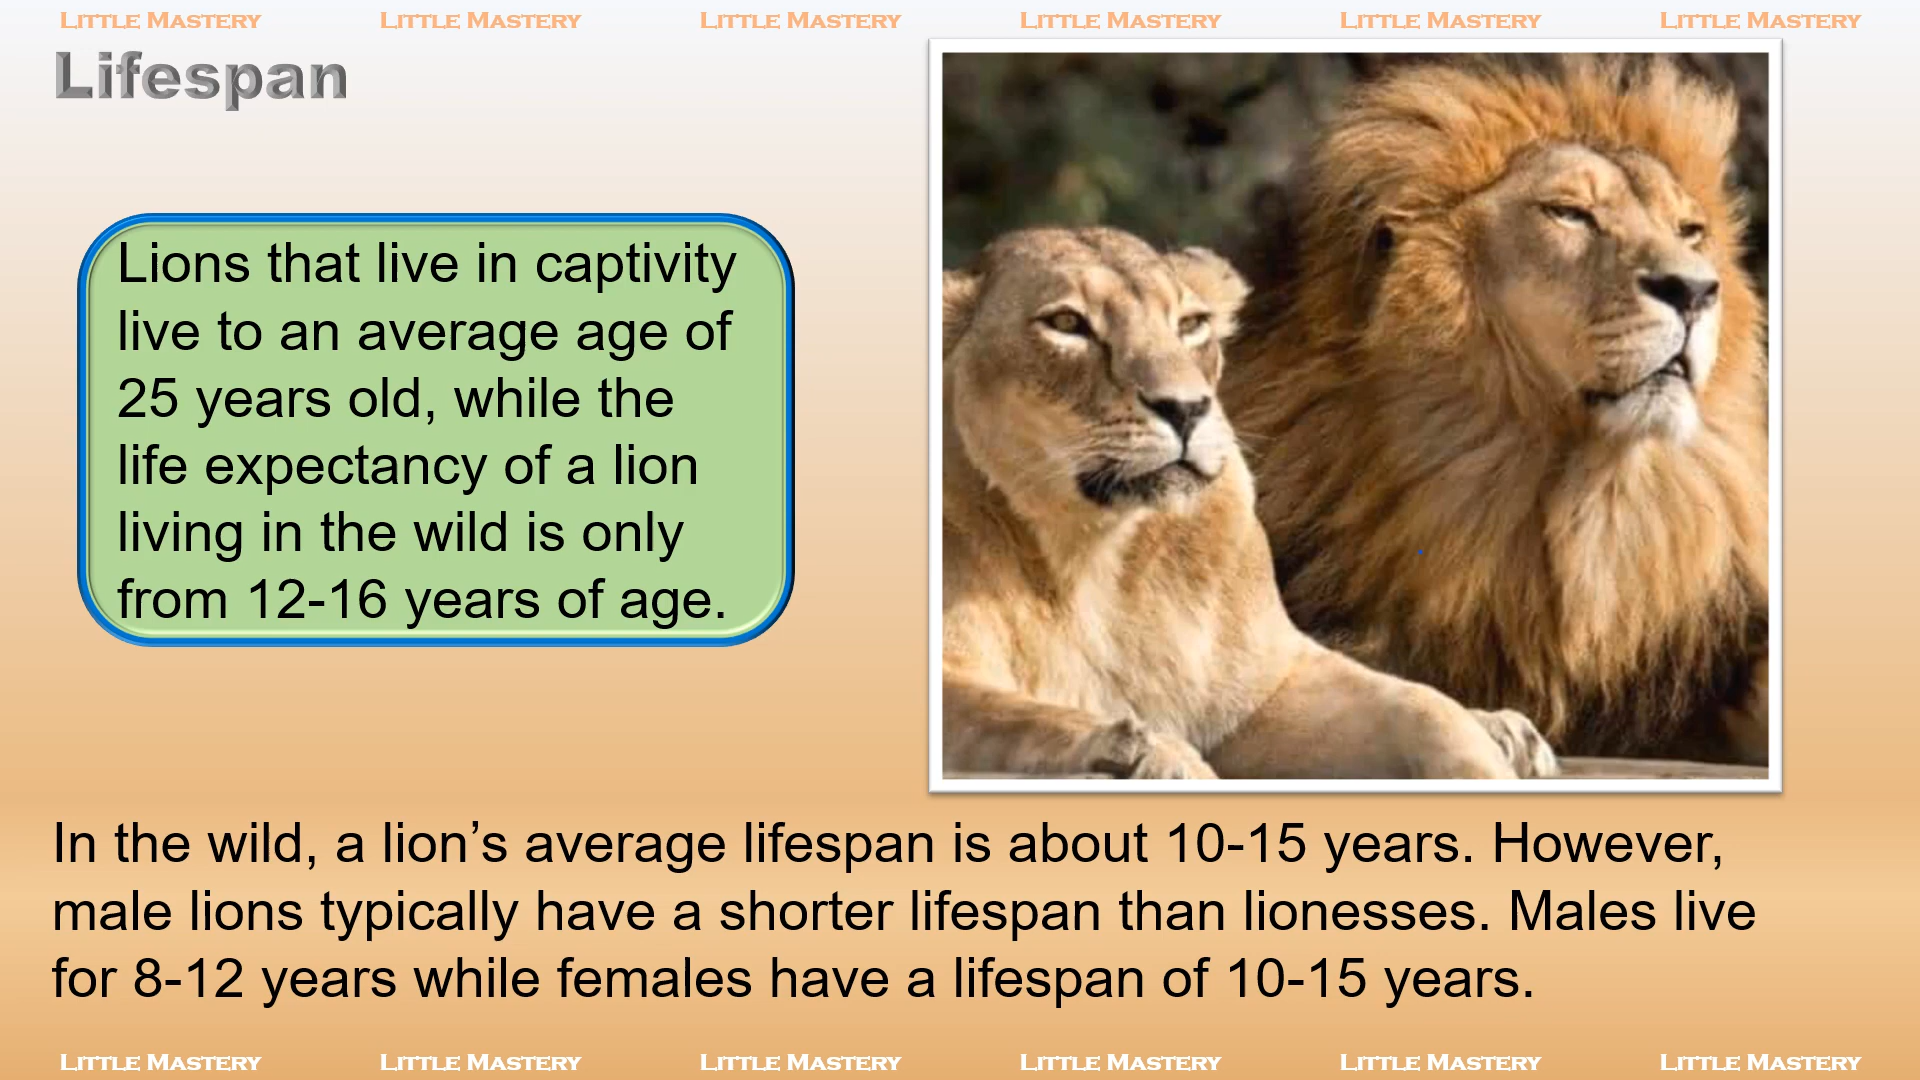 Little Mastery Little Mastery Little Mastery Little Mastery Little Mastery Little Mastery
Lifespan
Lions that live in captivity
live to an average age of
25 years old, while the
life expectancy of a lion
living in the wild is only
from 12-16 years of age.
In the wild, a lion’s average lifespan is about 10-15 years. However,
male lions typically have a shorter lifespan than lionesses. Males live
for 8-12 years while females have a lifespan of 10-15 years.
Little Mastery Little Mastery Little Mastery Little Mastery Little Mastery Little Mastery